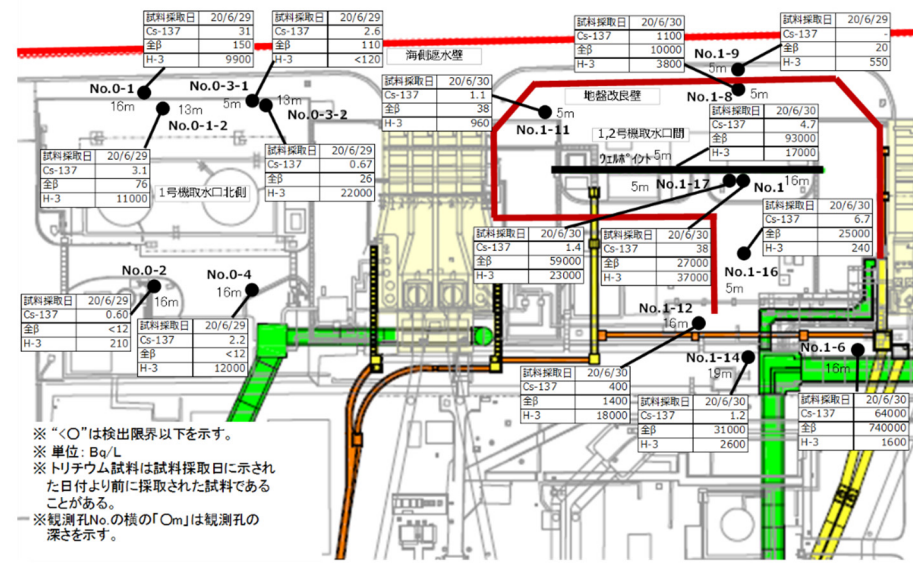 試料採取日 20/6/29
Cs-137 31
全β 150
H-3 9900
試料採取日 20/6/29
Cs-137 2.6
全β 110
H-3 <120
海側遮水壁
試料採取日 20/6/30
Cs-137 1100
全β 10000
H-3 3800
試料採取日 20/6/29
Cs-137 -
全β 20
H-3 550
No.0-1
16m
No.0-3-1
5m
13m
No.0-1-2
13m
No.0-3-2
試料採取日 20/6/30
Cs-137 1.1
全β 38
H-3 960
No.1-9
5m
No.1-8
5m
地盤改良壁
5m
No.1-11
試料採取日 20/6/30
Cs-137 4.7
全β 93000
H-3 17000
1,2号機取水口間
ウェルポイント 5m
試料採取日 20/6/29
Cs-137 3.1
全β 76
H-3 11000
試料採取日 20/6/29
Cs-137 0.67
全β 26
H-3 22000
1号機取水口北側
5m
No.1-17
No.1
16m
試料採取日 20/6/30
Cs-137 1.4
全β 59000
H-3 23000
試料採取日 20/6/30
Cs-137 38
全β 27000
H-3 37000
試料採取日 20/6/30
Cs-137 6.7
全β 25000
H-3 240
No.1-16
5m
No.0-2
16m
No.0-4
16m
試料採取日 20/6/29
Cs-137 0.60
全β <12
H-3 210
試料採取日 20/6/29
Cs-137 2.2
全β <12
H-3 12000
No.1-12
16m
No.1-14
19m
No.1-6
16m
試料採取日 20/6/30
Cs-137 400
全β 1400
H-3 18000
試料採取日 20/6/30
Cs-137 1.2
全β 31000
H-3 2600
試料採取日 20/6/30
Cs-137 64000
全β 740000
H-3 1600
※ “<○”は検出限界以下を示す。
※ 単位: Bq/L
※ トリチウム試料は試料採取日に示され
た日付より前に採取された試料である
ことがある。
※観測孔No.の横の「○m」は観測孔の
深さを示す。